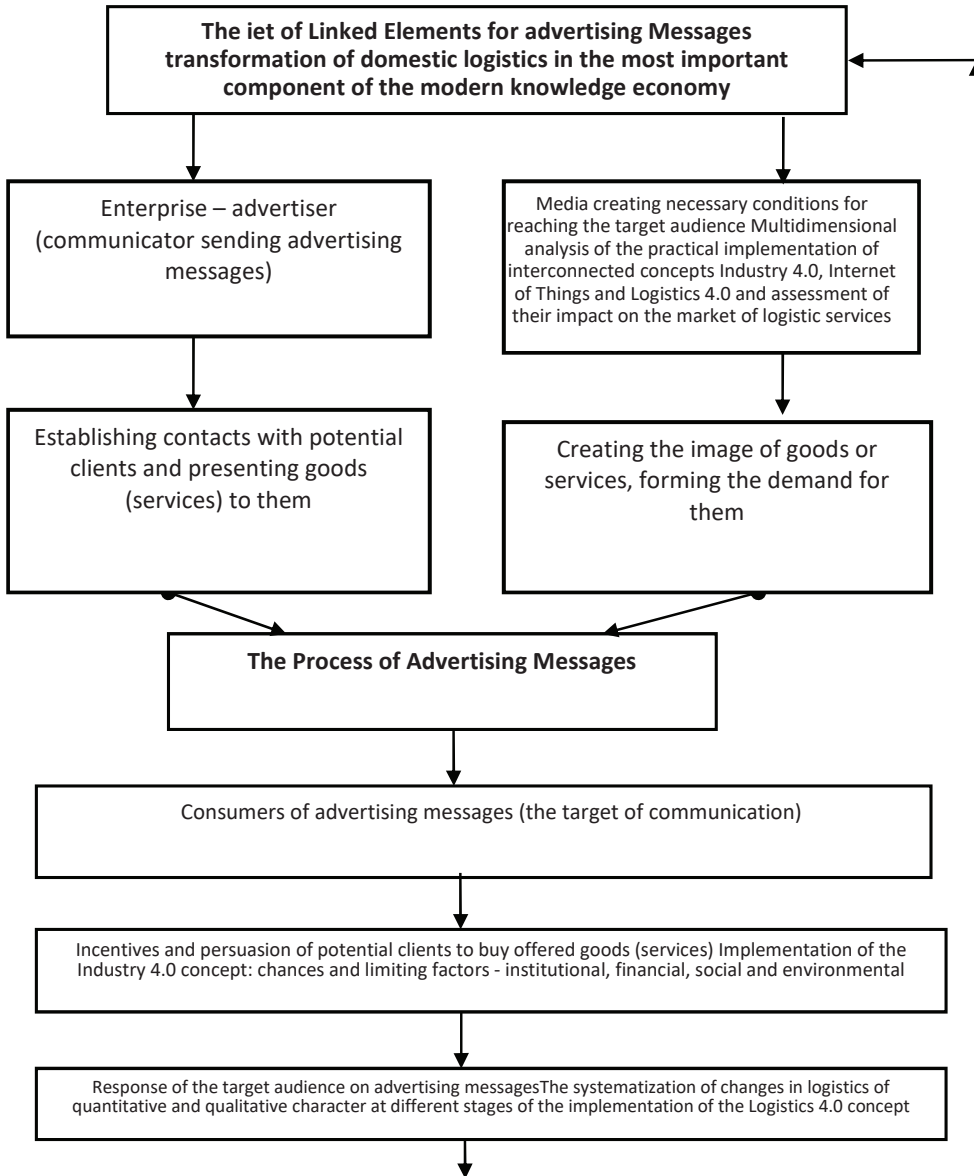 The iet of Linked Elements for advertising Messages
transformation of domestic logistics in the most important
component of the modern knowledge economy
Enterprise – advertiser
(communicator sending advertising
messages)
Media creating necessary conditions for
reaching the target audience Multidimensional
analysis of the practical implementation of
interconnected concepts Industry 4.0, Internet
of Things and Logistics 4.0 and assessment of
their impact on the market of logistic services
Establishing contacts with potential
clients and presenting goods
(services) to them
Creating the image of goods or
services, forming the demand for
them
The Process of Advertising Messages
Consumers of advertising messages (the target of communication)
Incentives and persuasion of potential clients to buy offered goods (services) Implementation of the
Industry 4.0 concept: chances and limiting factors - institutional, financial, social and environmental
Response of the target audience on advertising messagesThe systematization of changes in logistics of
quantitative and qualitative character at different stages of the implementation of the Logistics 4.0 concept